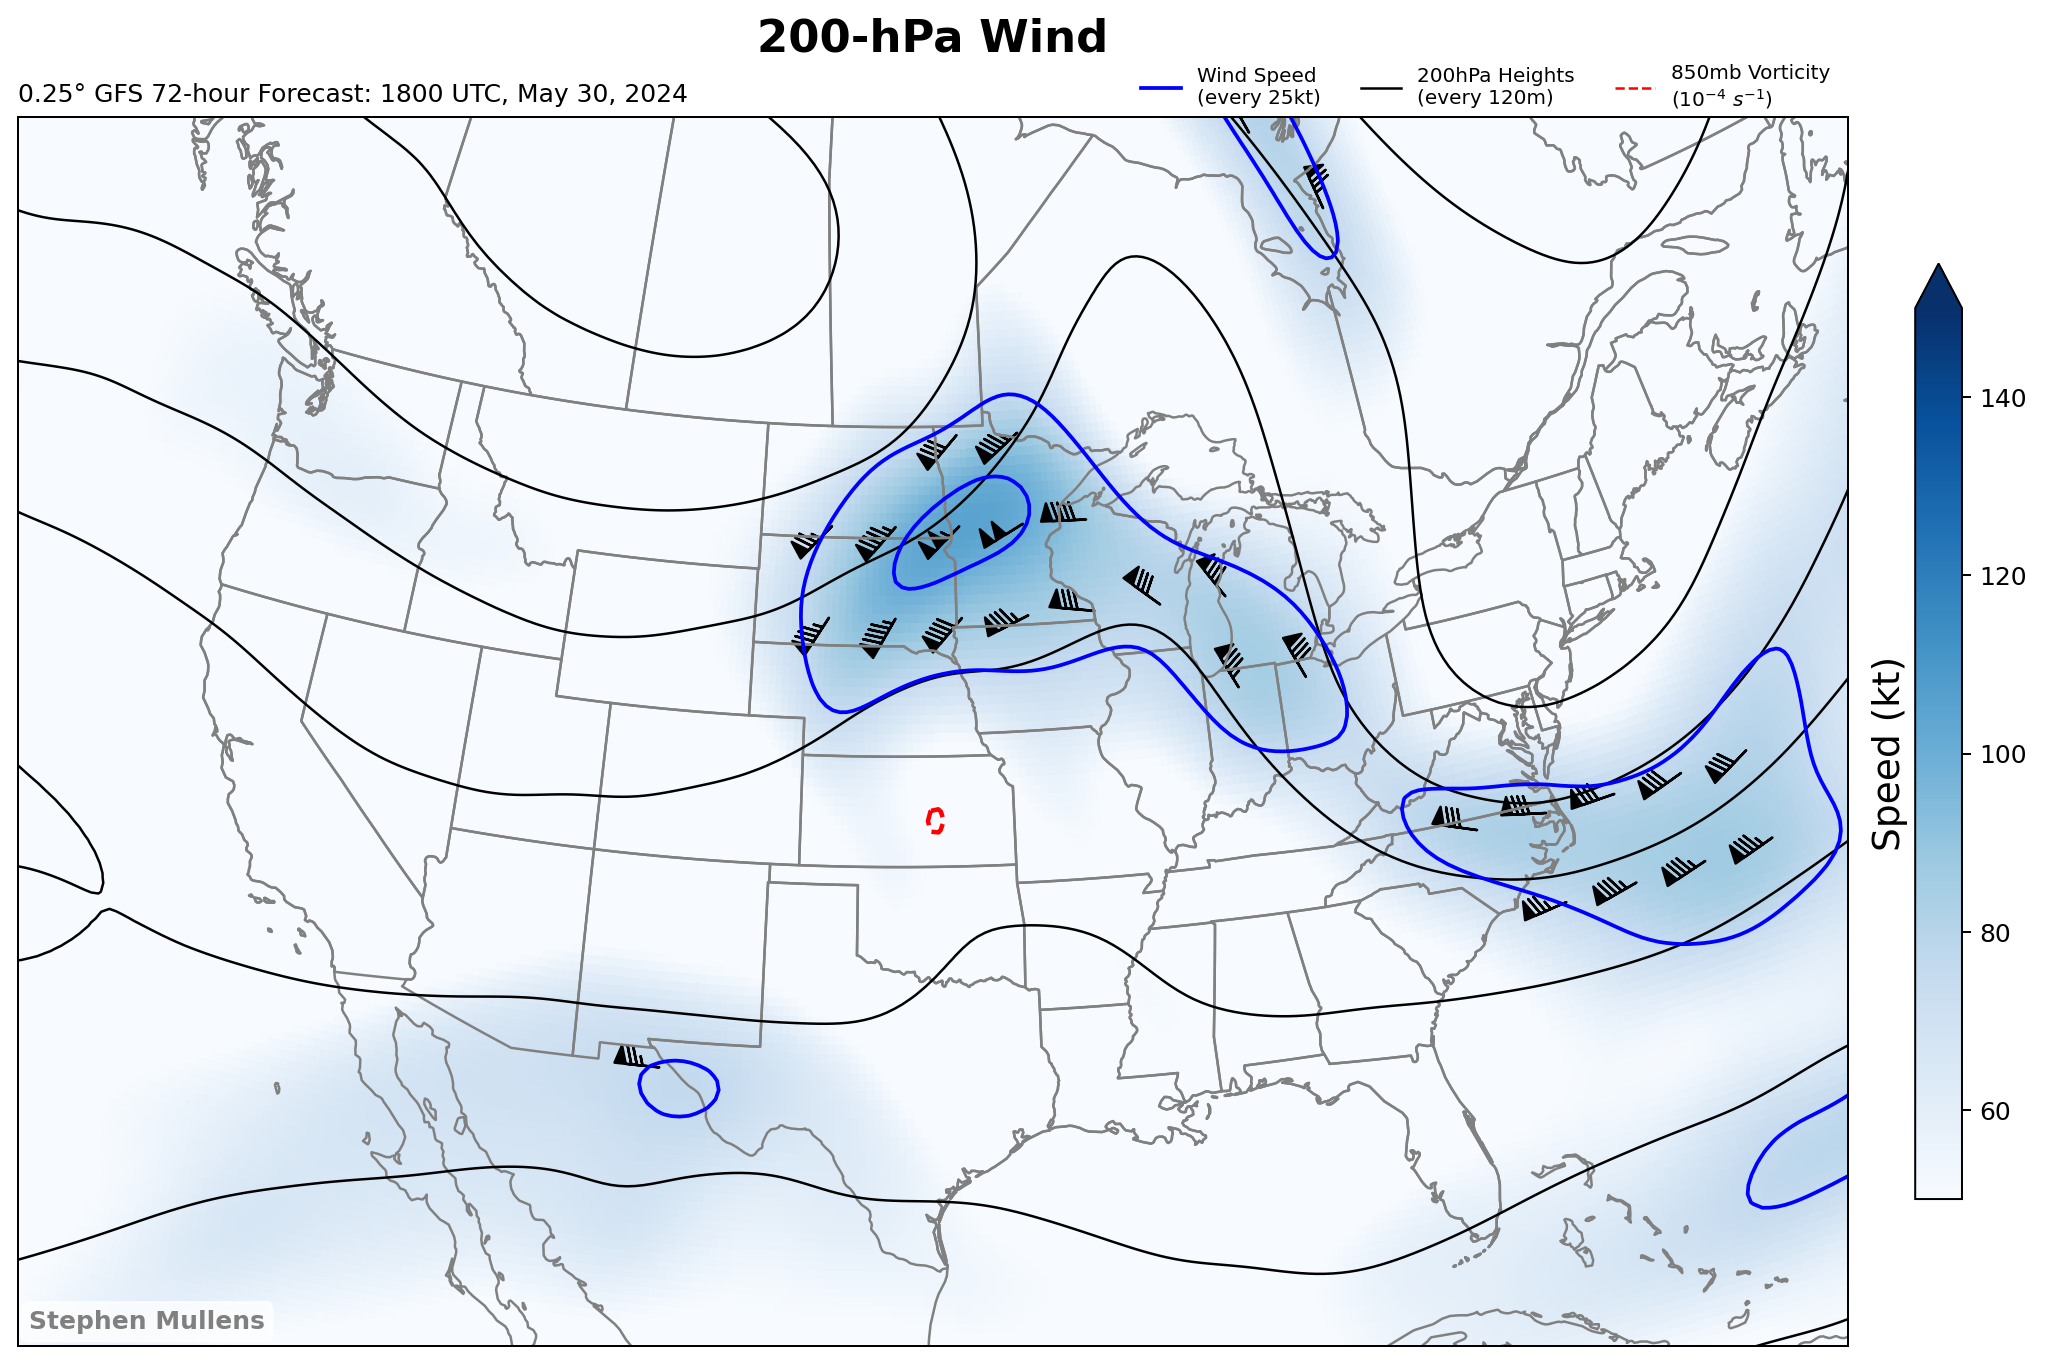 200-hPa Wind
0.25° GFS 72-hour Forecast: 1800 UTC, May 30, 2024
Wind Speed
(every 25kt)
200hPa Heights
(every 120m)
850mb Vorticity
(10⁻⁴ s⁻¹)
140
120
100
80
60
Speed (kt)
Stephen Mullens